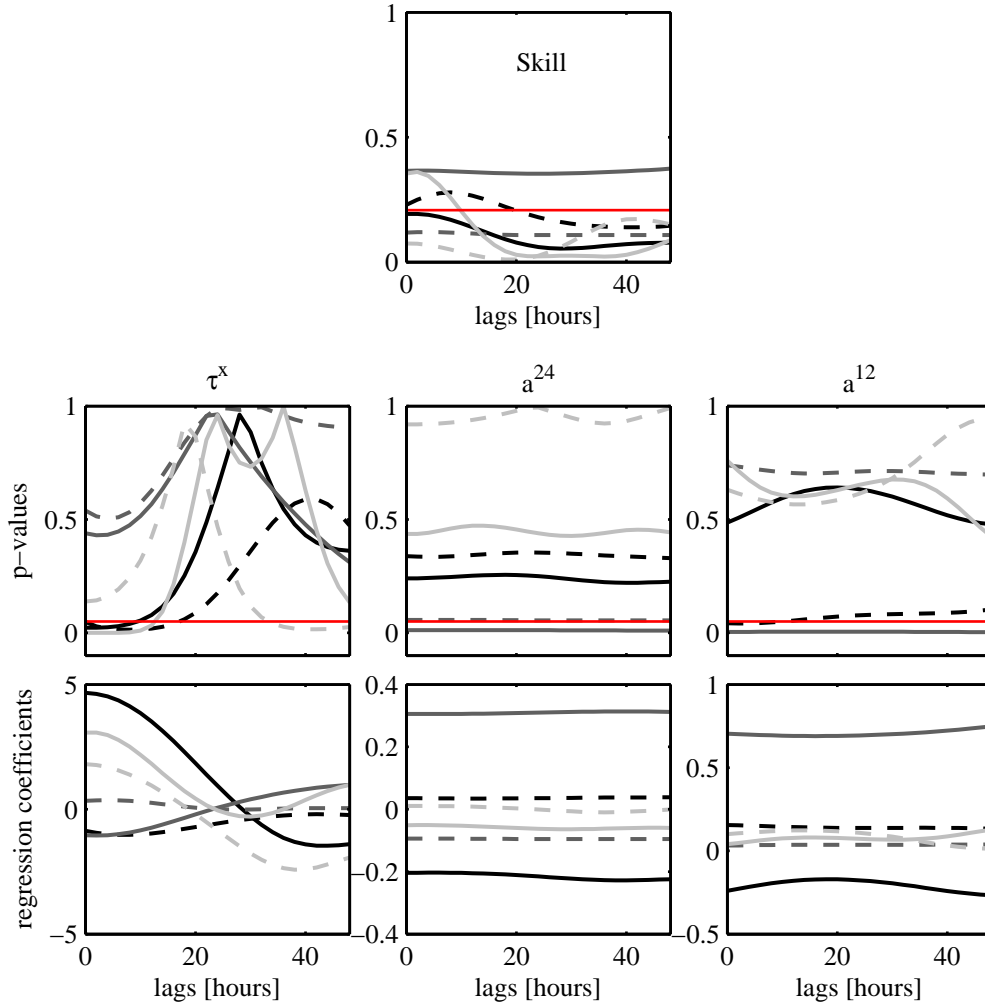 1
Skill
0.5
0
0 20 40
lags [hours]
τ^x a^24 a^12
1 1 1
p−values
0.5 0.5 0.5
0 0 0
regression coefficients
5 0.4 1
0.2 0.5
0 0 0
−0.2
−5 −0.4 −0.5
0 20 40 0 20 40 0 20 40
lags [hours] lags [hours] lags [hours]